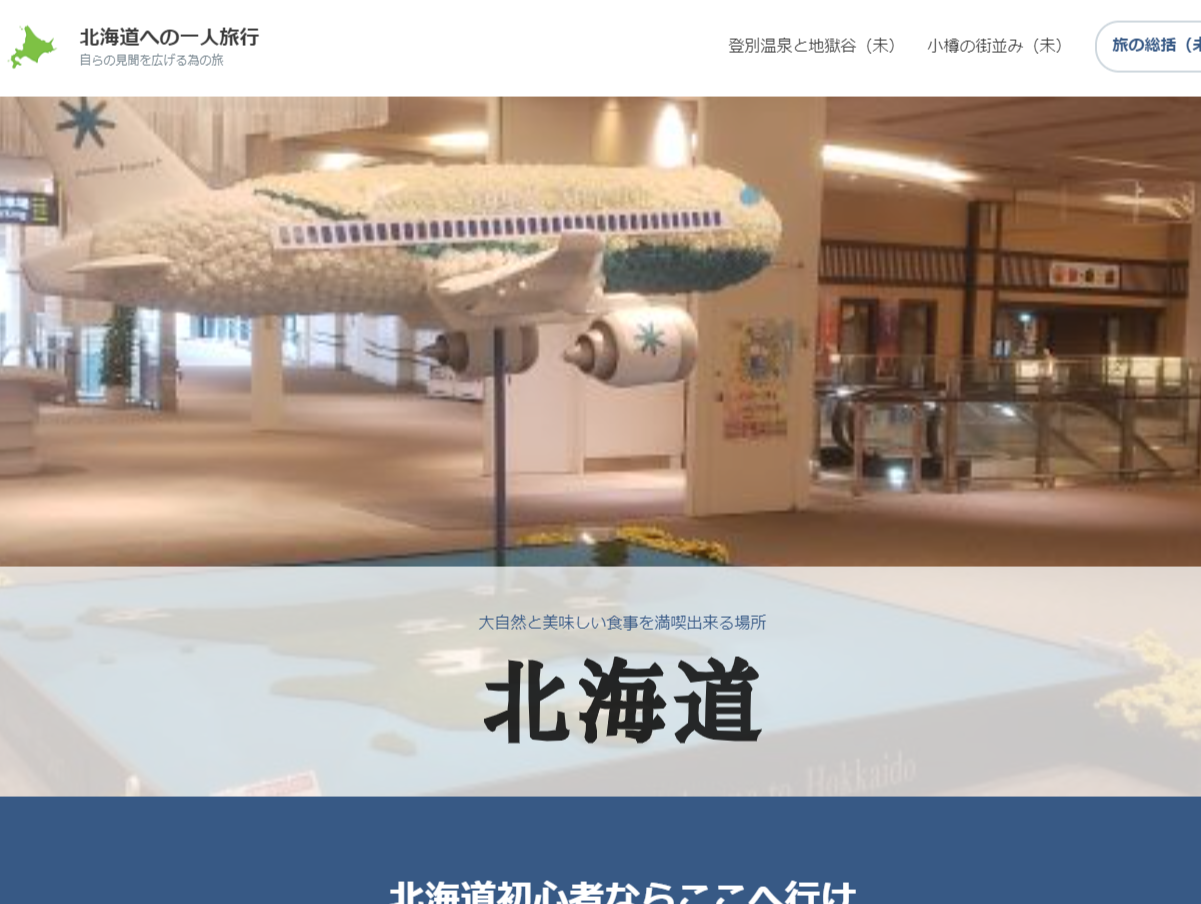 北海道への一人旅行
自らの見聞を広げる為の旅
登別温泉と地獄谷（未）
小樽の街並み（未）
旅の総括（未
大自然と美味しい食事を満喫出来る場所
北海道
to Hokkaido
北海道初心者ならここへ行け